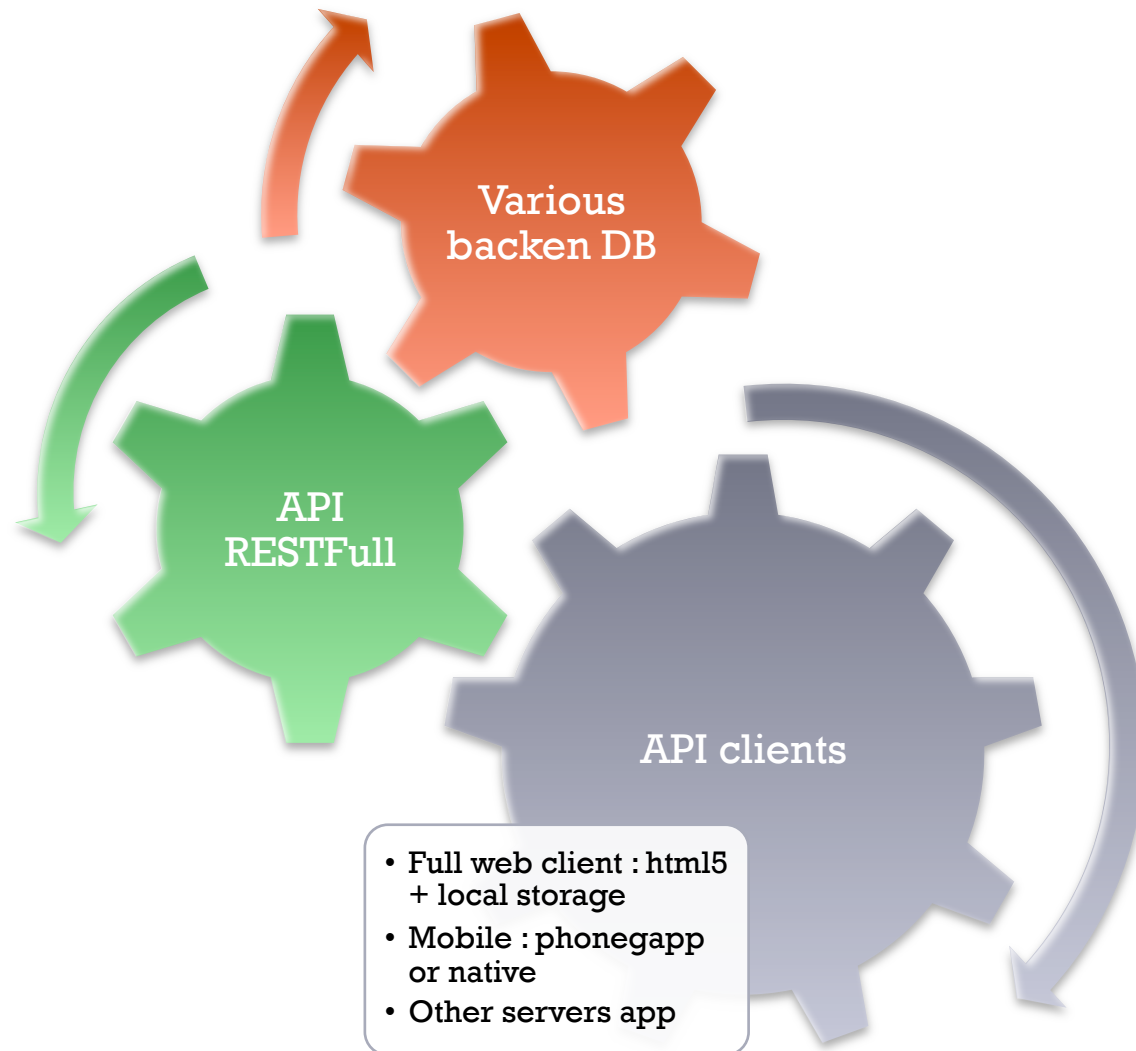 Various
backen DB
API
RESTFull
API clients
• Full web client : html5
+ local storage
• Mobile : phonegapp
or native
• Other servers app